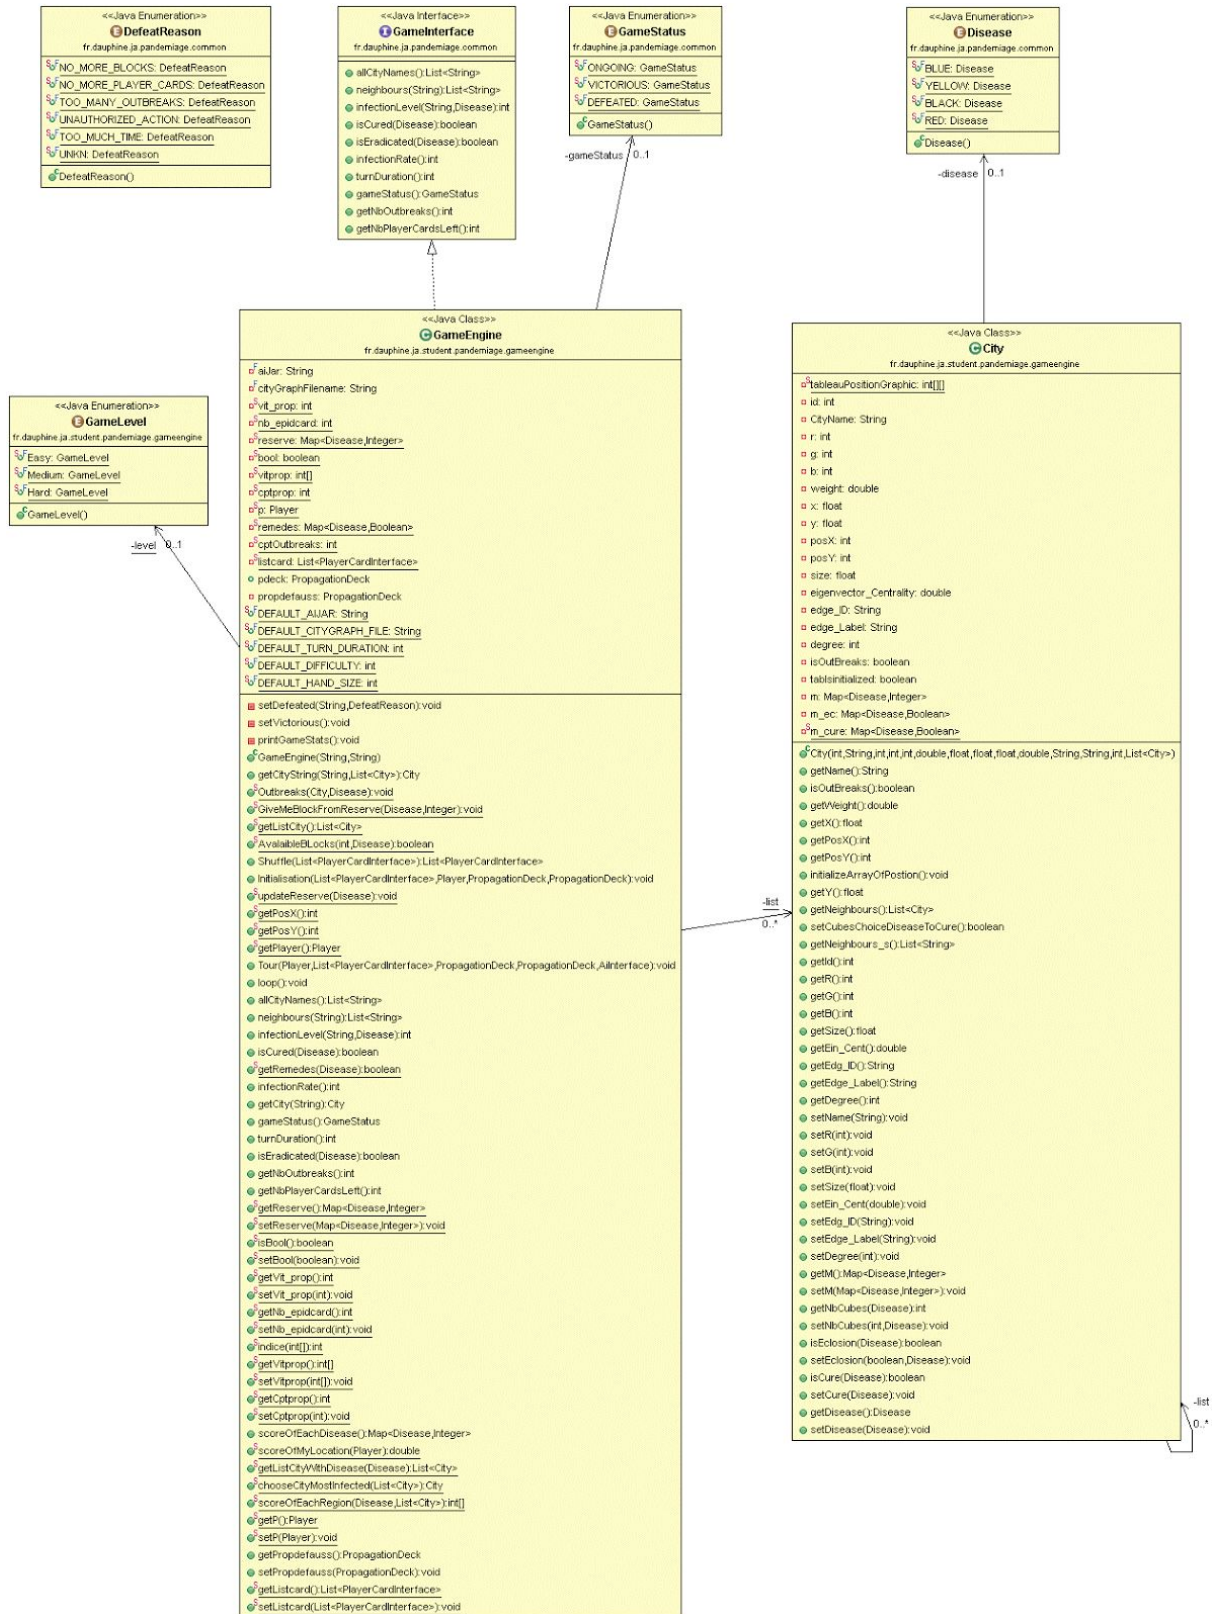 <<Java Enumeration>>
DefeatReason
fr.dauphine.ja.pandemiage.common
NO_MORE_BLOCKS: DefeatReason
NO_MORE_PLAYER_CARDS: DefeatReason
TOO_MANY_OUTBREAKS: DefeatReason
UNAUTHORIZED_ACTION: DefeatReason
TOO_MUCH_TIME: DefeatReason
UNKN: DefeatReason
DefeatReason()
<<Java Interface>>
GameInterface
fr.dauphine.ja.pandemiage.common
allCityNames():List<String>
neighbours(String):List<String>
infectionLevel(String,Disease):int
isCured(Disease):boolean
isEradicated(Disease):boolean
infectionRate():int
turnDuration():int
gameStatus():GameStatus
getNbOutbreaks():int
getNbPlayerCardsLeft():int
<<Java Enumeration>>
GameStatus
fr.dauphine.ja.pandemiage.common
ONGOING: GameStatus
VICTORIOUS: GameStatus
DEFEATED: GameStatus
GameStatus()
-gameStatus 0..1
<<Java Enumeration>>
Disease
fr.dauphine.ja.pandemiage.common
BLUE: Disease
YELLOW: Disease
BLACK: Disease
RED: Disease
Disease()
-disease 0..1
<<Java Enumeration>>
GameLevel
fr.dauphine.ja.student.pandemiage.gameengine
Easy: GameLevel
Medium: GameLevel
Hard: GameLevel
GameLevel()
-level 0..1
<<Java Class>>
GameEngine
fr.dauphine.ja.student.pandemiage.gameengine
aiJar: String
cityGraphFilename: String
vit_prop: int
nb_epidcard: int
reserve: Map<Disease,Integer>
bool: boolean
vitprop: int[]
cptprop: int
p: Player
remedes: Map<Disease,Boolean>
cptOutbreaks: int
listcard: List<PlayerCardInterface>
pdeck: PropagationDeck
propdefauss: PropagationDeck
DEFAULT_AIJAR: String
DEFAULT_CITYGRAPH_FILE: String
DEFAULT_TURN_DURATION: int
DEFAULT_DIFFICULTY: int
DEFAULT_HAND_SIZE: int
setDefeated(String,DefeatReason):void
setVictorious():void
printGameStats():void
GameEngine(String,String)
getCityString(String,List<City>):City
Outbreaks(City,Disease):void
GiveMeBlockFromReserve(Disease,Integer):void
getListCity():List<City>
AvalaibleBLocks(int,Disease):boolean
Shuffle(List<PlayerCardInterface>):List<PlayerCardInterface>
Initialisation(List<PlayerCardInterface>,Player,PropagationDeck,PropagationDeck):void
updateReserve(Disease):void
getPosX():int
getPosY():int
getPlayer():Player
Tour(Player,List<PlayerCardInterface>,PropagationDeck,PropagationDeck,AiInterface):void
loop():void
allCityNames():List<String>
neighbours(String):List<String>
infectionLevel(String,Disease):int
isCured(Disease):boolean
getRemedes(Disease):boolean
infectionRate():int
getCity(String):City
gameStatus():GameStatus
turnDuration():int
isEradicated(Disease):boolean
getNbOutbreaks():int
getNbPlayerCardsLeft():int
getReserve():Map<Disease,Integer>
setReserve(Map<Disease,Integer>):void
isBool():boolean
setBool(boolean):void
getVit_prop():int
setVit_prop(int):void
getNb_epidcard():int
setNb_epidcard(int):void
indice(int[]):int
getVitprop():int[]
setVitprop(int[]):void
getCptprop():int
setCptprop(int):void
scoreOfEachDisease():Map<Disease,Integer>
scoreOfMyLocation(Player):double
getListCityWithDisease(Disease):List<City>
chooseCityMostInfected(List<City>):City
scoreOfEachRegion(Disease,List<City>):int[]
getP():Player
setP(Player):void
getPropdefauss():PropagationDeck
setPropdefauss(PropagationDeck):void
getListcard():List<PlayerCardInterface>
setListcard(List<PlayerCardInterface>):void
-list
0..*
<<Java Class>>
City
fr.dauphine.ja.student.pandemiage.gameengine
tableauPositionGraphic: int[][]
id: int
CityName: String
r: int
g: int
b: int
weight: double
x: float
y: float
posX: int
posY: int
size: float
eigenvector_Centrality: double
edge_ID: String
edge_Label: String
degree: int
isOutBreaks: boolean
tabIsinitialized: boolean
m: Map<Disease,Integer>
m_ec: Map<Disease,Boolean>
m_cure: Map<Disease,Boolean>
City(int,String,int,int,int,double,float,float,float,double,String,String,int,List<City>)
getName():String
isOutBreaks():boolean
getWeight():double
getX():float
getPosX():int
getPosY():int
initializeArrayOfPostion():void
getY():float
getNeighbours():List<City>
setCubesChoiceDiseaseToCure():boolean
getNeighbours_s():List<String>
getId():int
getR():int
getG():int
getB():int
getSize():float
getEin_Cent():double
getEdg_ID():String
getEdge_Label():String
getDegree():int
setName(String):void
setR(int):void
setG(int):void
setB(int):void
setSize(float):void
setEin_Cent(double):void
setEdg_ID(String):void
setEdge_Label(String):void
setDegree(int):void
getM():Map<Disease,Integer>
setM(Map<Disease,Integer>):void
getNbCubes(Disease):int
setNbCubes(int,Disease):void
isEclosion(Disease):boolean
setEclosion(boolean,Disease):void
isCure(Disease):boolean
setCure(Disease):void
getDisease():Disease
setDisease(Disease):void
-list
0..*